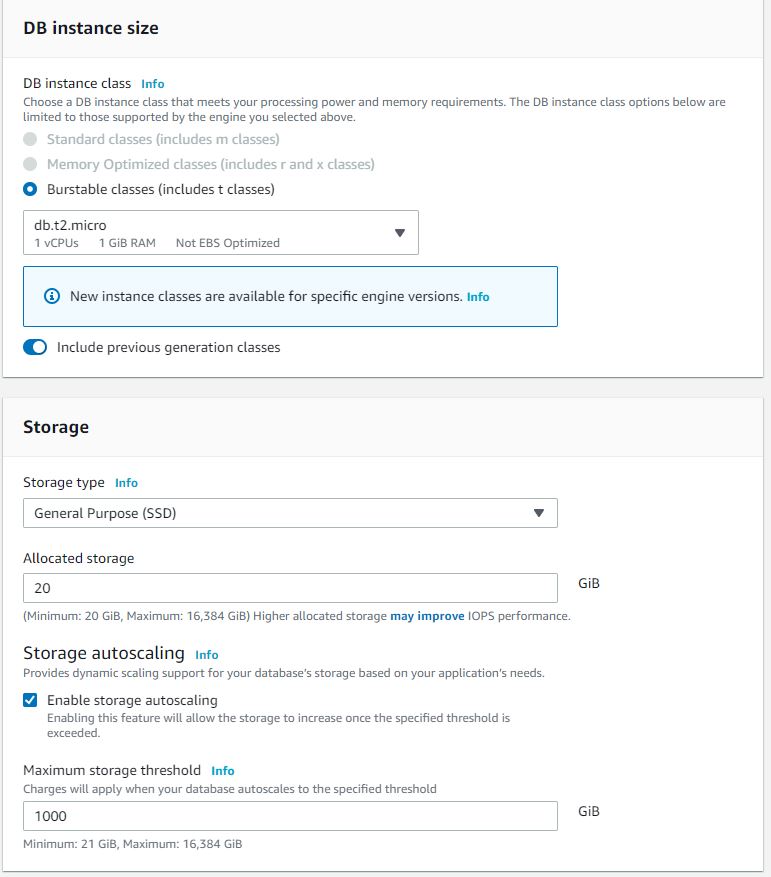 DB instance size
DB instance class Info
Choose a DB instance class that meets your processing power and memory requirements. The DB instance class options below are
limited to those supported by the engine you selected above.
Standard classes (includes m classes)
Memory Optimized classes (includes r and x classes)
Burstable classes (includes t classes)
db.t2.micro
1 vCPUs 1 GiB RAM Not EBS Optimized
New instance classes are available for specific engine versions. Info
Include previous generation classes
Storage
Storage type Info
General Purpose (SSD)
Allocated storage
20 GiB
(Minimum: 20 GiB, Maximum: 16,384 GiB) Higher allocated storage may improve IOPS performance.
Storage autoscaling Info
Provides dynamic scaling support for your database's storage based on your application's needs.
Enable storage autoscaling
Enabling this feature will allow the storage to increase once the specified threshold is
exceeded.
Maximum storage threshold Info
Charges will apply when your database autoscales to the specified threshold
1000 GiB
Minimum: 21 GiB, Maximum: 16,384 GiB